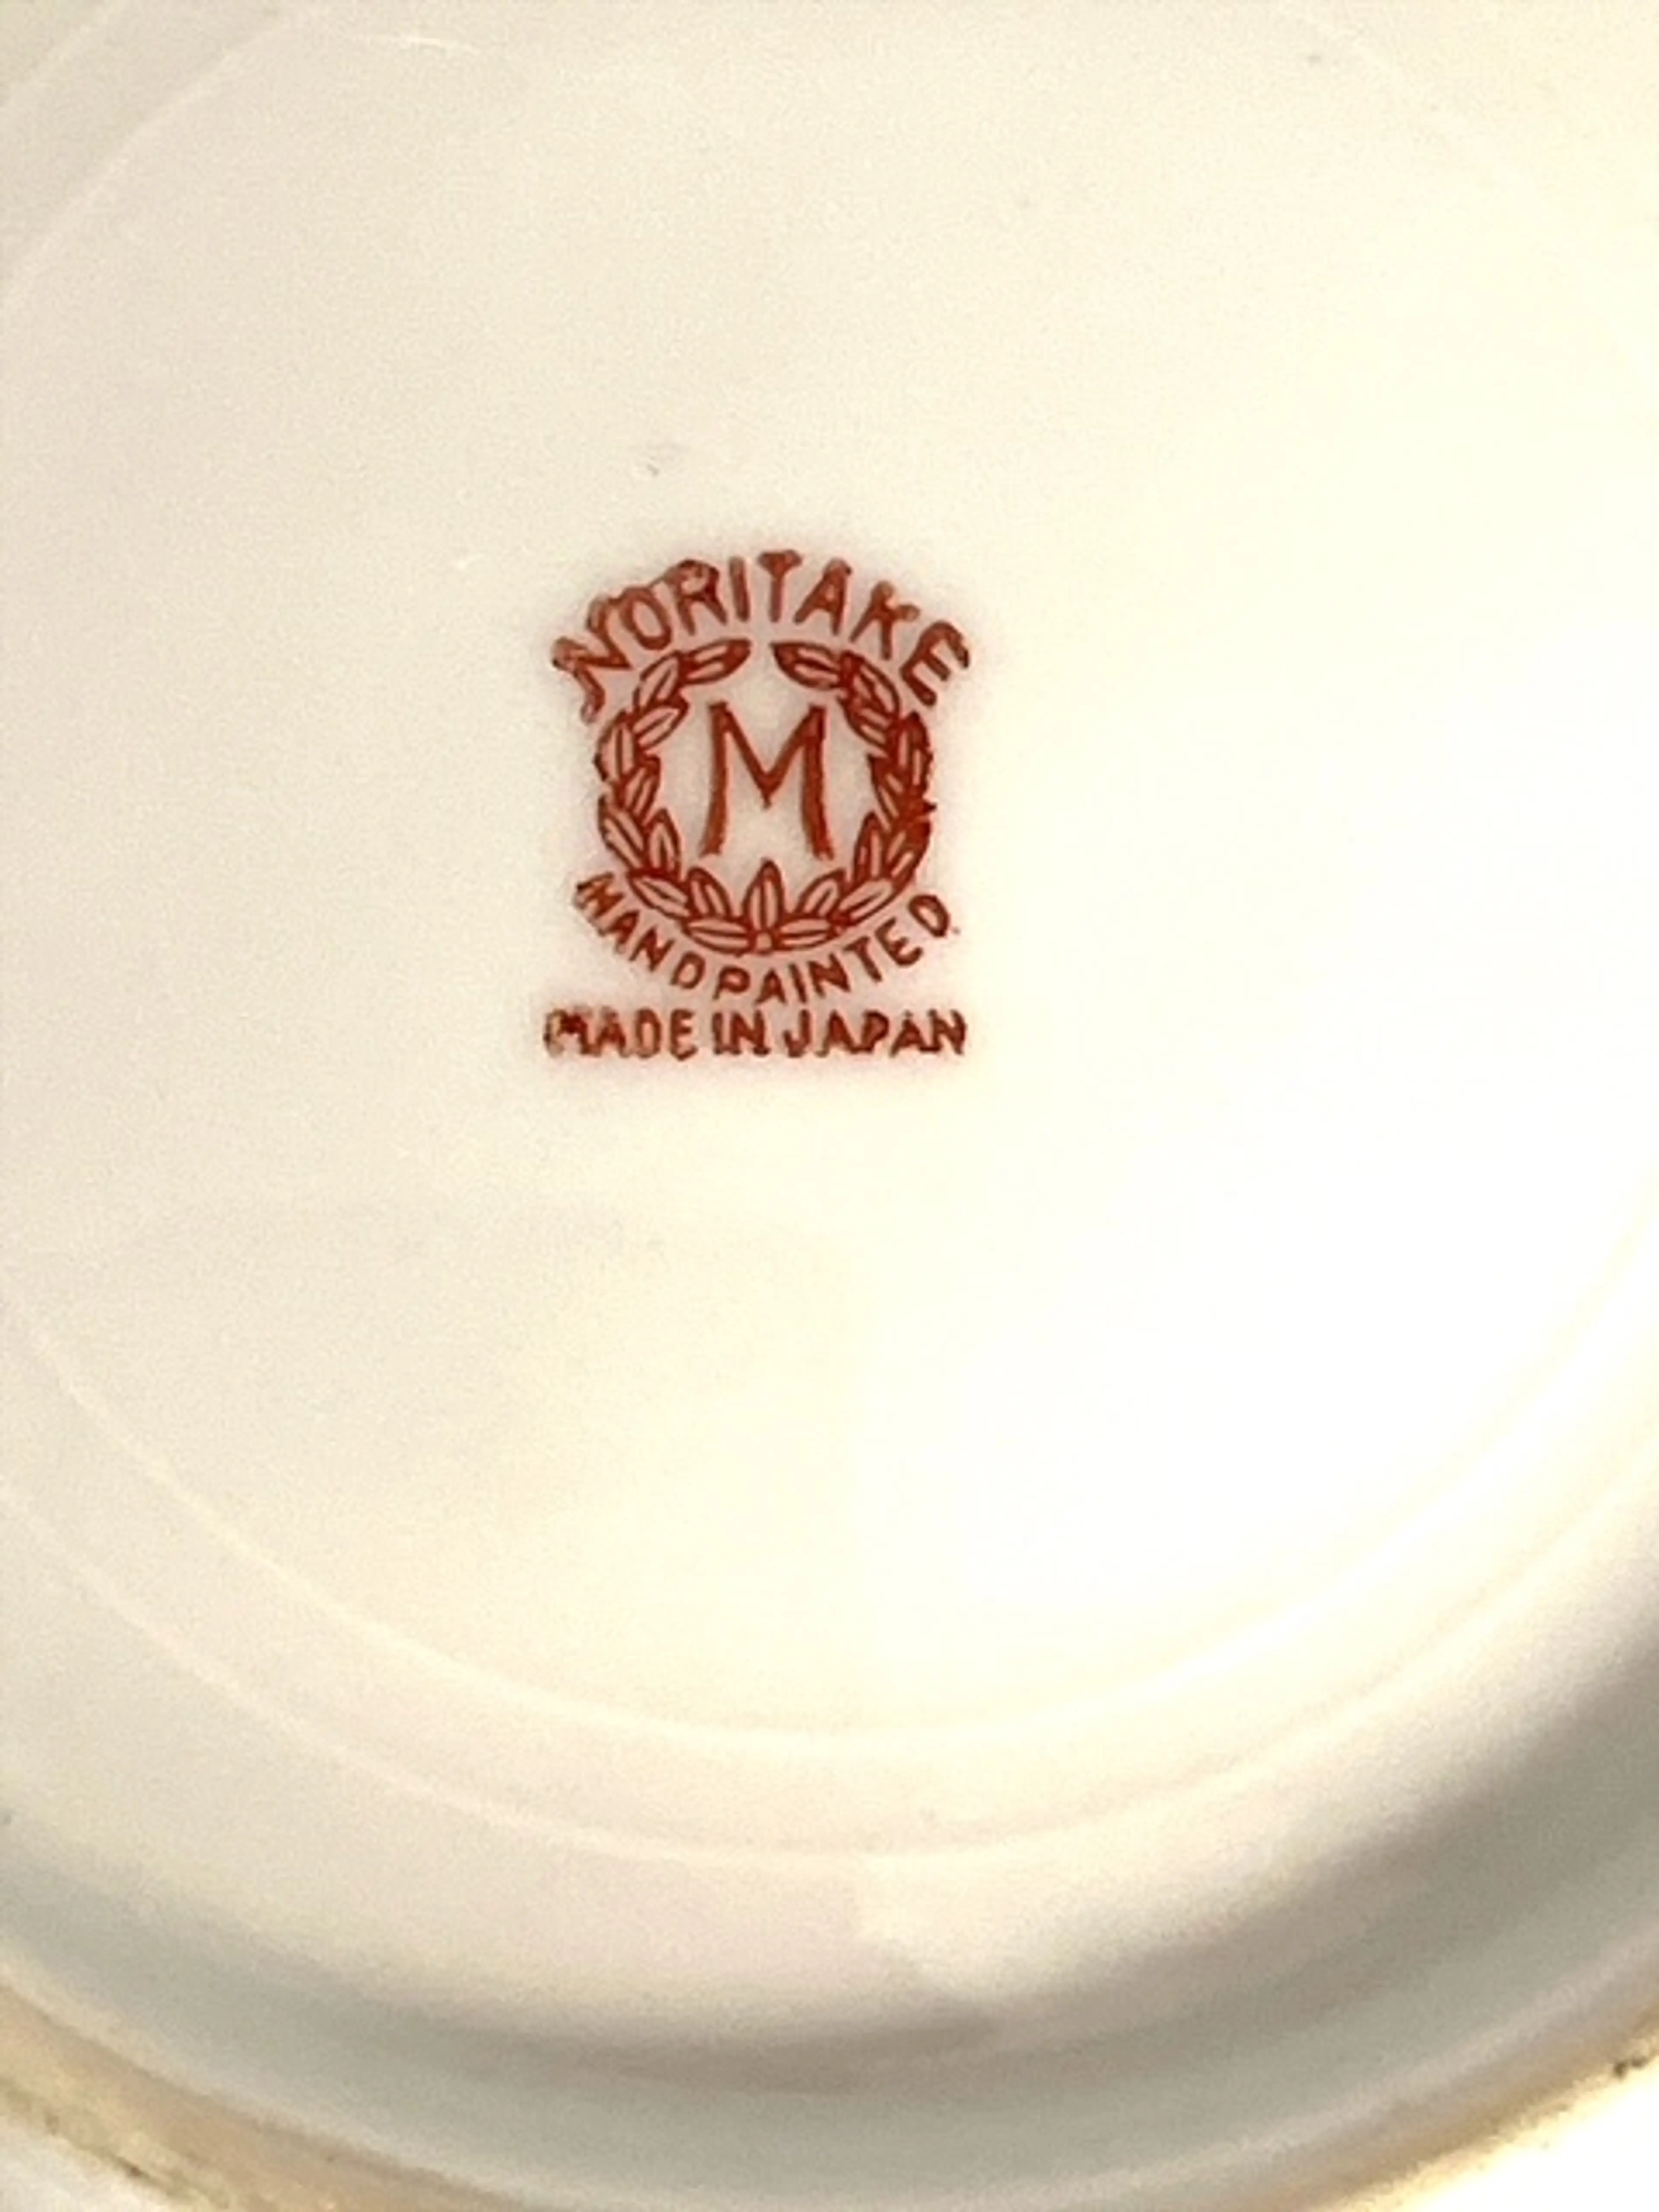 NORITAKE
M
HANDPAINTED.
MADE IN JAPAN